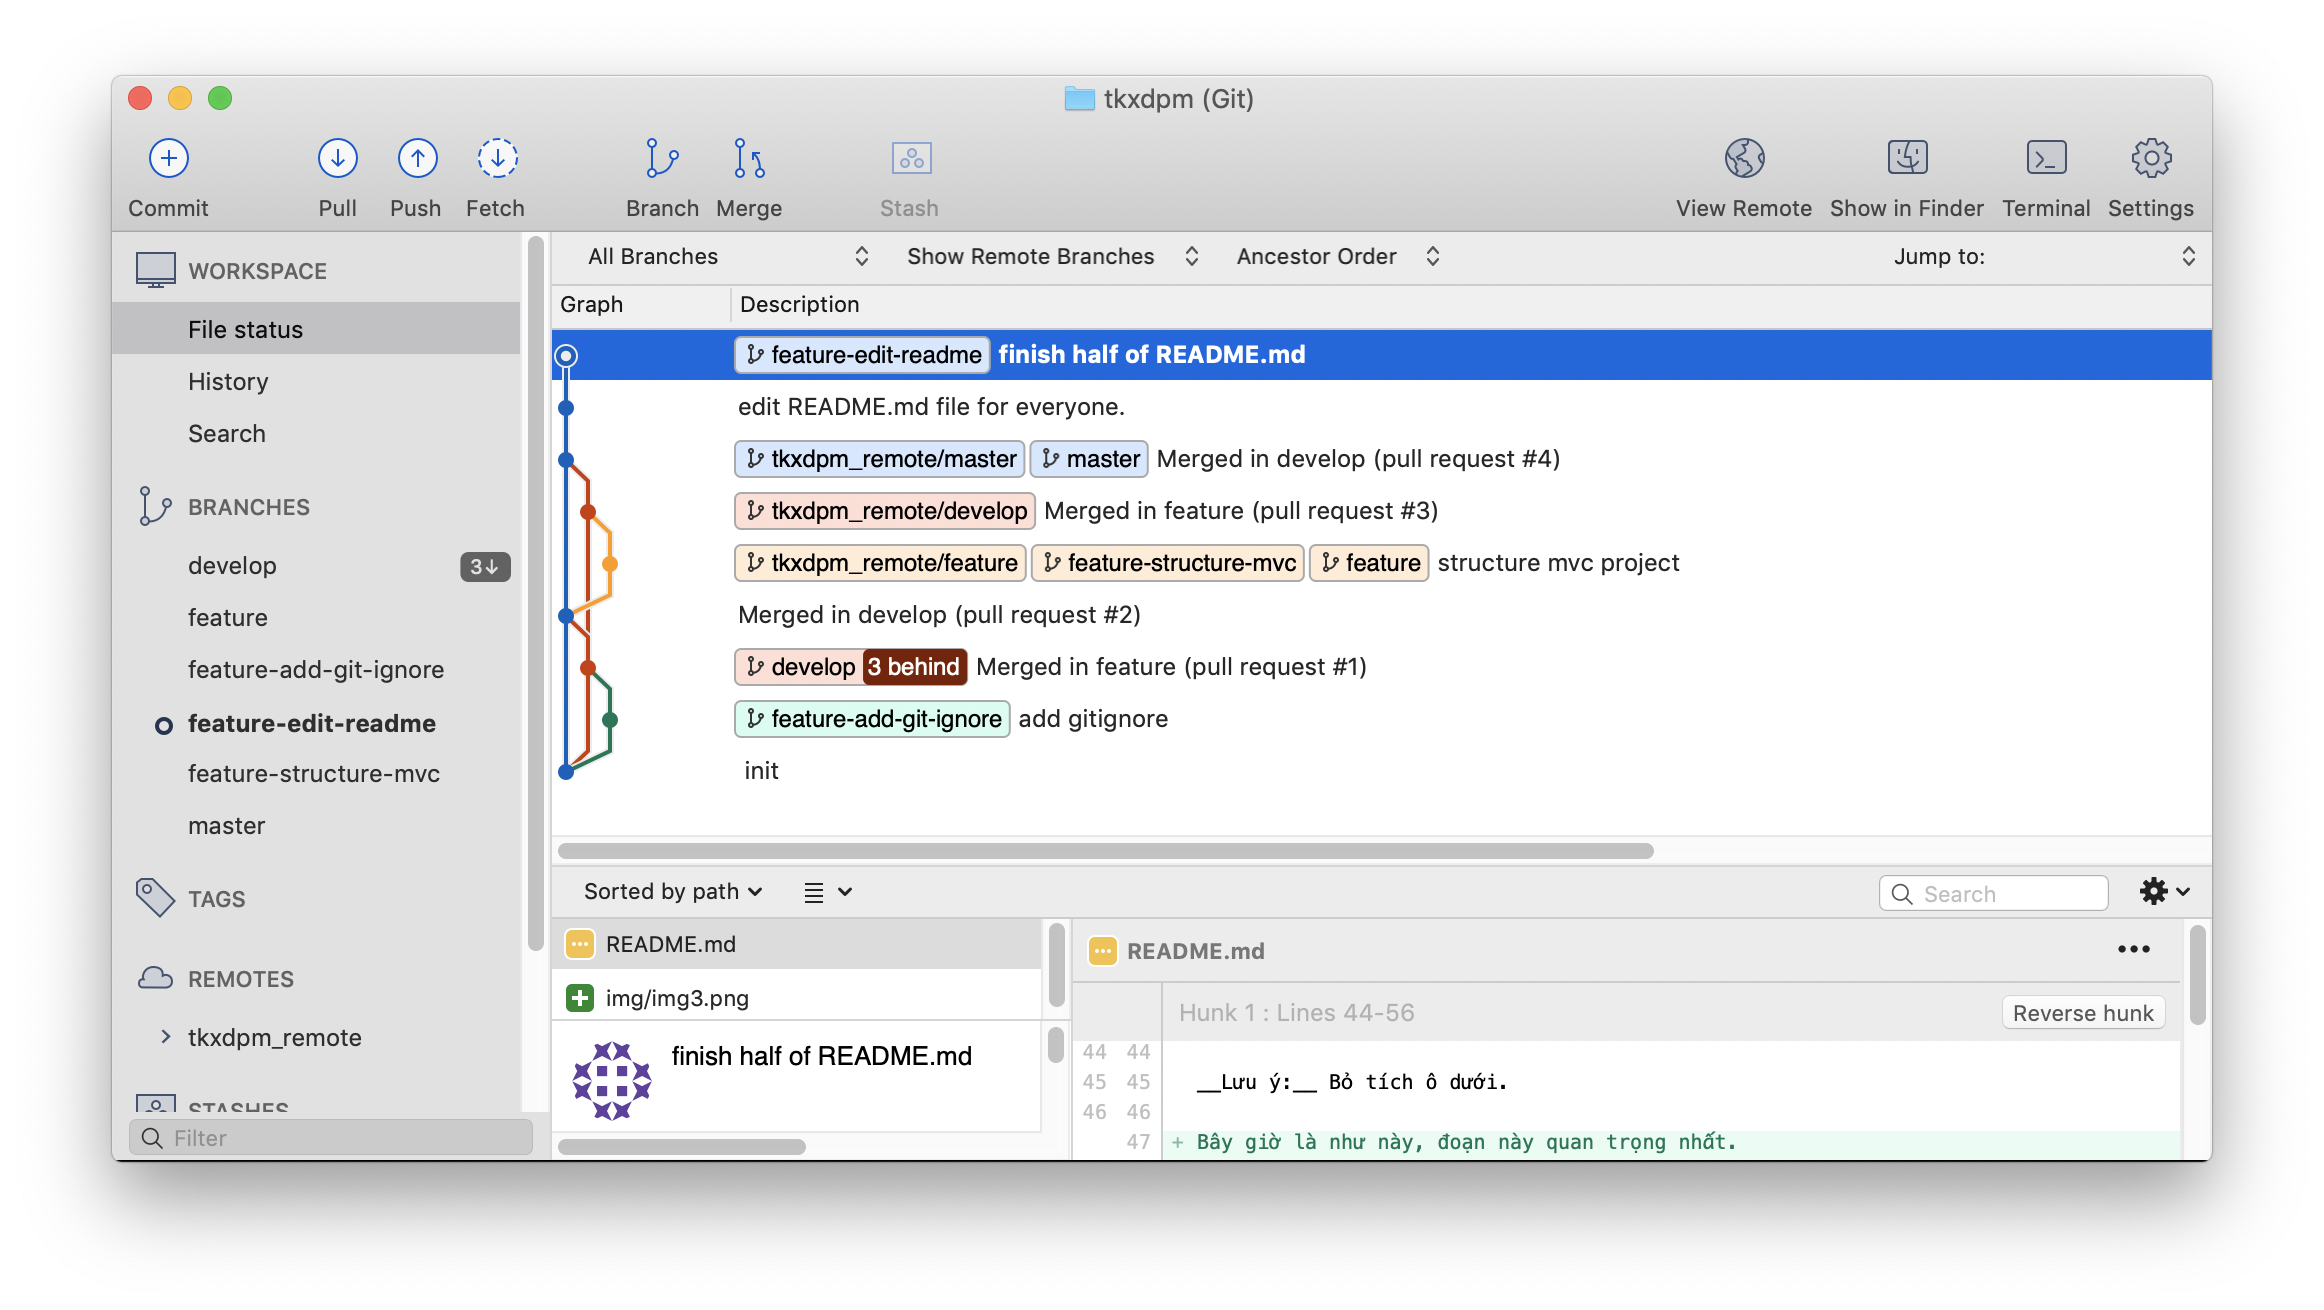 tkxdpm (Git)
Commit Pull Push Fetch Branch Merge Stash View Remote Show in Finder Terminal Settings
WORKSPACE
File status
History
Search
BRANCHES
develop 3↓
feature
feature-add-git-ignore
feature-edit-readme
feature-structure-mvc
master
TAGS
REMOTES
tkxdpm_remote
STASHES
Filter
All Branches Show Remote Branches Ancestor Order Jump to:
Graph Description
feature-edit-readme finish half of README.md
edit README.md file for everyone.
tkxdpm_remote/master master Merged in develop (pull request #4)
tkxdpm_remote/develop Merged in feature (pull request #3)
tkxdpm_remote/feature feature-structure-mvc feature structure mvc project
Merged in develop (pull request #2)
develop 3 behind Merged in feature (pull request #1)
feature-add-git-ignore add gitignore
init
Sorted by path Search
README.md
img/img3.png
finish half of README.md
README.md
Hunk 1 : Lines 44-56 Reverse hunk
44 44
45 45 __Lưu ý:__ Bỏ tích ô dưới.
46 46
47 + Bây giờ là như này, đoạn này quan trọng nhất.